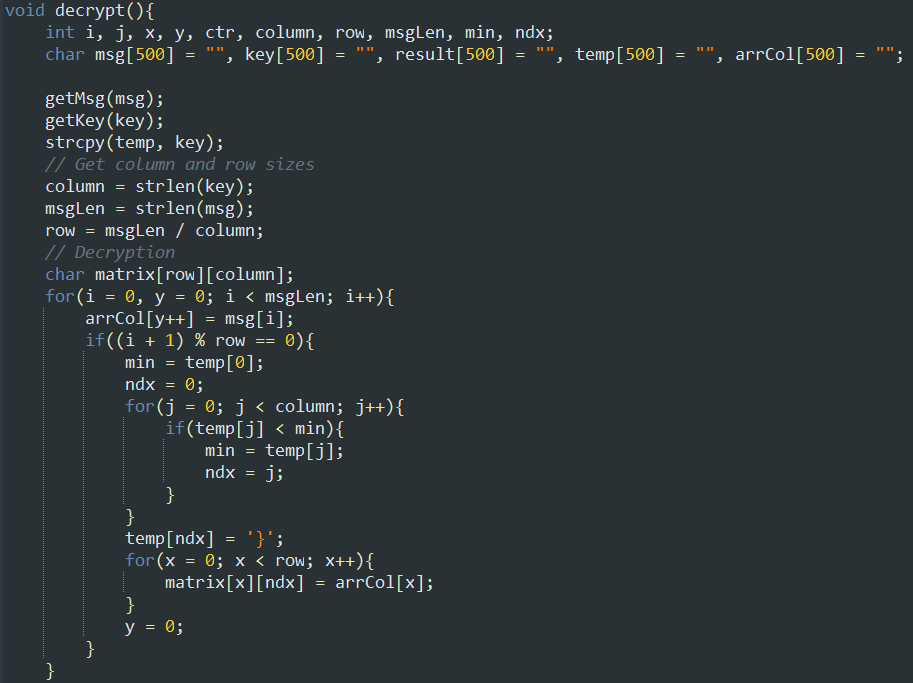 void decrypt(){
    int i, j, x, y, ctr, column, row, msgLen, min, ndx;
    char msg[500] = "", key[500] = "", result[500] = "", temp[500] = "", arrCol[500] = "";

    getMsg(msg);
    getKey(key);
    strcpy(temp, key);
    // Get column and row sizes
    column = strlen(key);
    msgLen = strlen(msg);
    row = msgLen / column;
    // Decryption
    char matrix[row][column];
    for(i = 0, y = 0; i < msgLen; i++){
        arrCol[y++] = msg[i];
        if((i + 1) % row == 0){
            min = temp[0];
            ndx = 0;
            for(j = 0; j < column; j++){
                if(temp[j] < min){
                    min = temp[j];
                    ndx = j;
                }
            }
            temp[ndx] = '}';
            for(x = 0; x < row; x++){
                matrix[x][ndx] = arrCol[x];
            }
            y = 0;
        }
    }